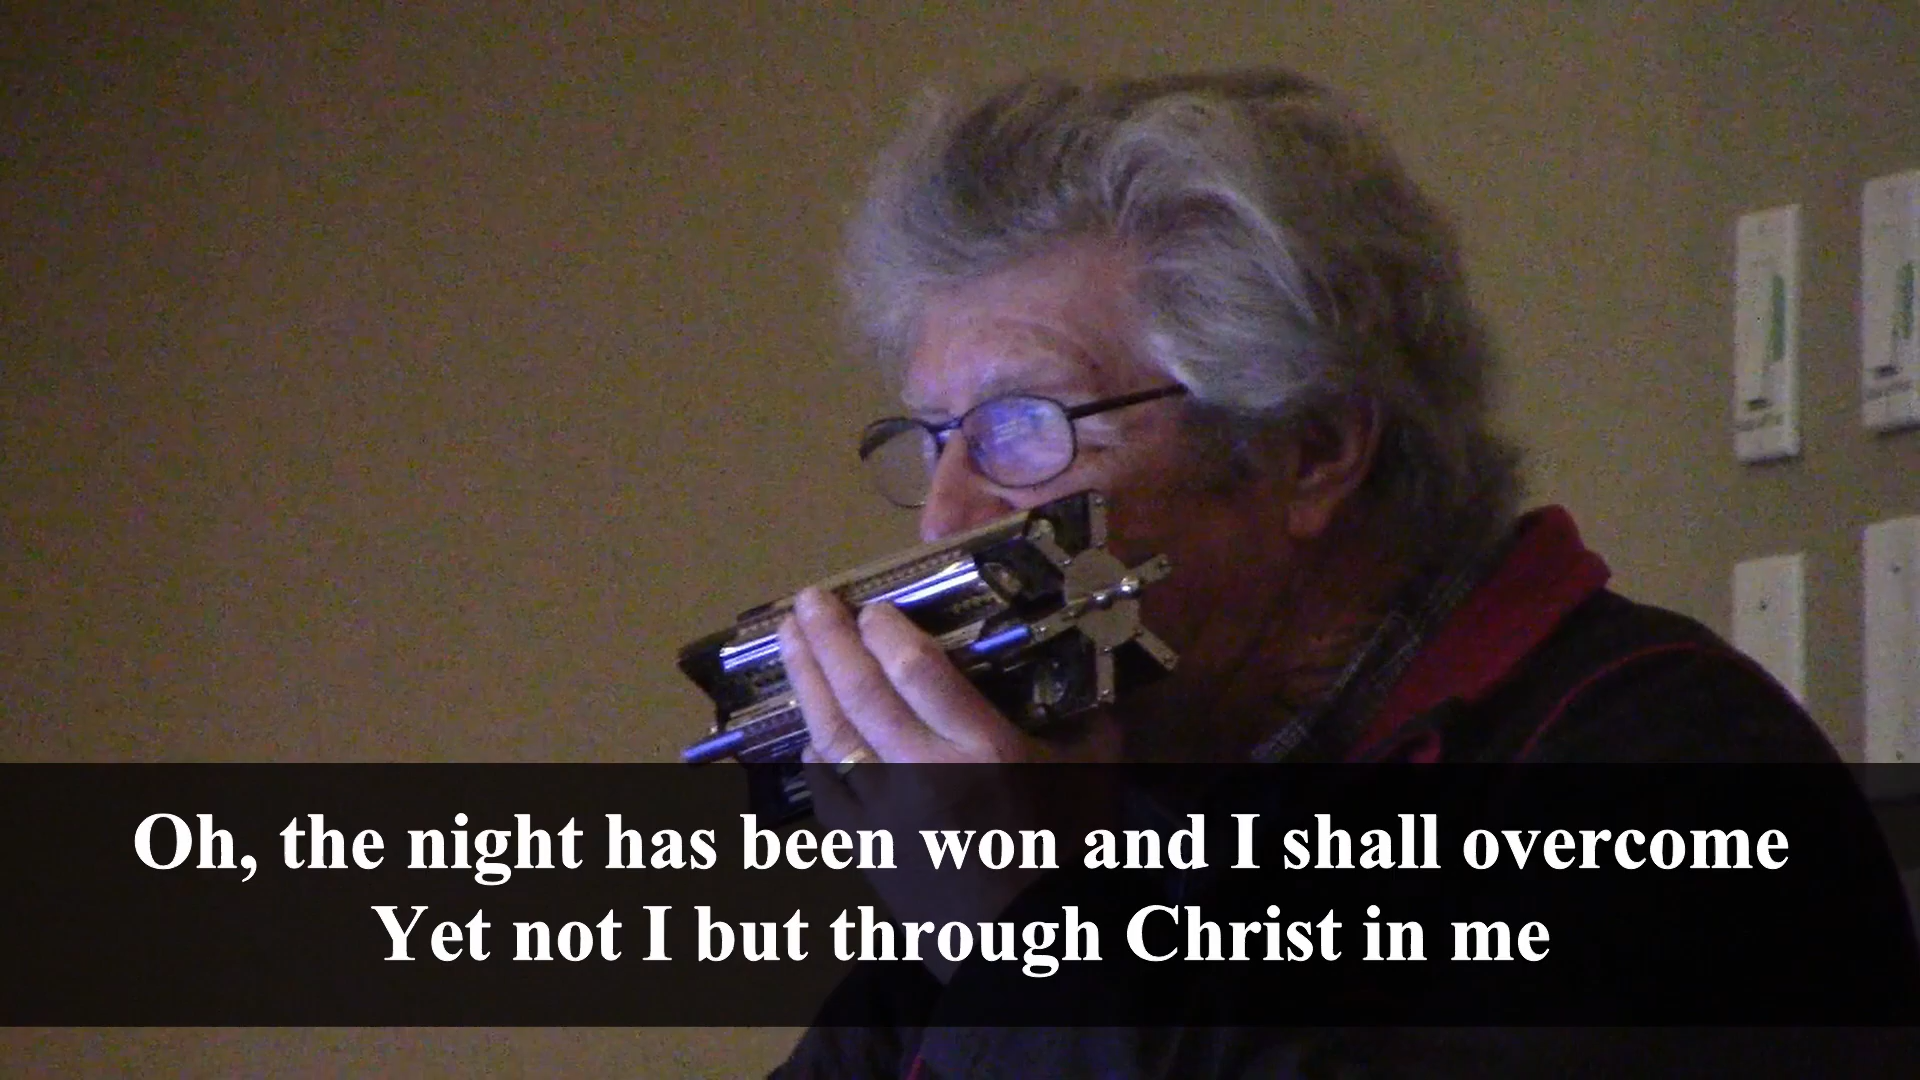 Oh, the night has been won and I shall overcome
Yet not I but through Christ in me